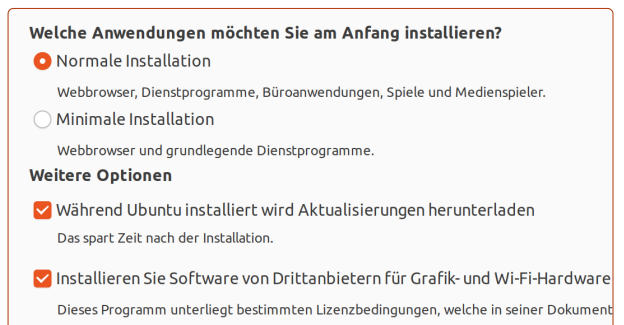 Welche Anwendungen möchten Sie am Anfang installieren?
Normale Installation
Webbrowser, Dienstprogramme, Büroanwendungen, Spiele und Medienspieler.
Minimale Installation
Webbrowser und grundlegende Dienstprogramme.
Weitere Optionen
Während Ubuntu installiert wird Aktualisierungen herunterladen
Das spart Zeit nach der Installation.
Installieren Sie Software von Drittanbietern für Grafik- und Wi-Fi-Hardware
Dieses Programm unterliegt bestimmten Lizenzbedingungen, welche in seiner Dokument